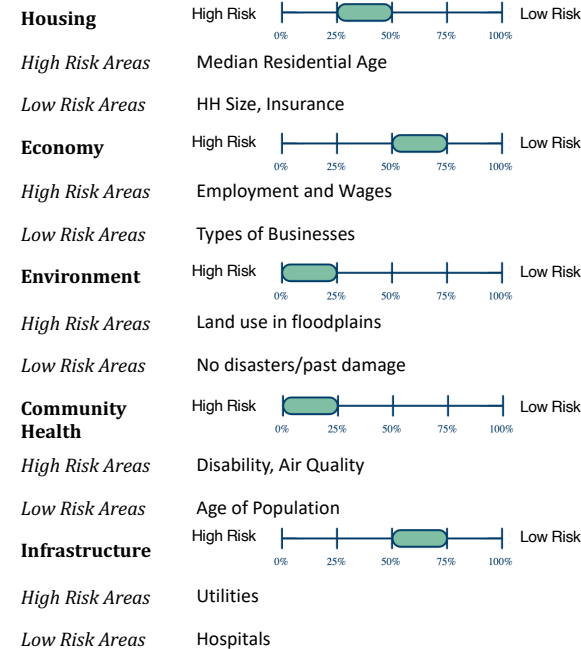 Housing High Risk Low Risk
0% 25% 50% 75% 100%
High Risk Areas Median Residential Age
Low Risk Areas HH Size, Insurance
Economy High Risk Low Risk
0% 25% 50% 75% 100%
High Risk Areas Employment and Wages
Low Risk Areas Types of Businesses
Environment High Risk Low Risk
0% 25% 50% 75% 100%
High Risk Areas Land use in floodplains
Low Risk Areas No disasters/past damage
Community High Risk Low Risk
Health 0% 25% 50% 75% 100%
High Risk Areas Disability, Air Quality
Low Risk Areas Age of Population
Infrastructure High Risk Low Risk
0% 25% 50% 75% 100%
High Risk Areas Utilities
Low Risk Areas Hospitals